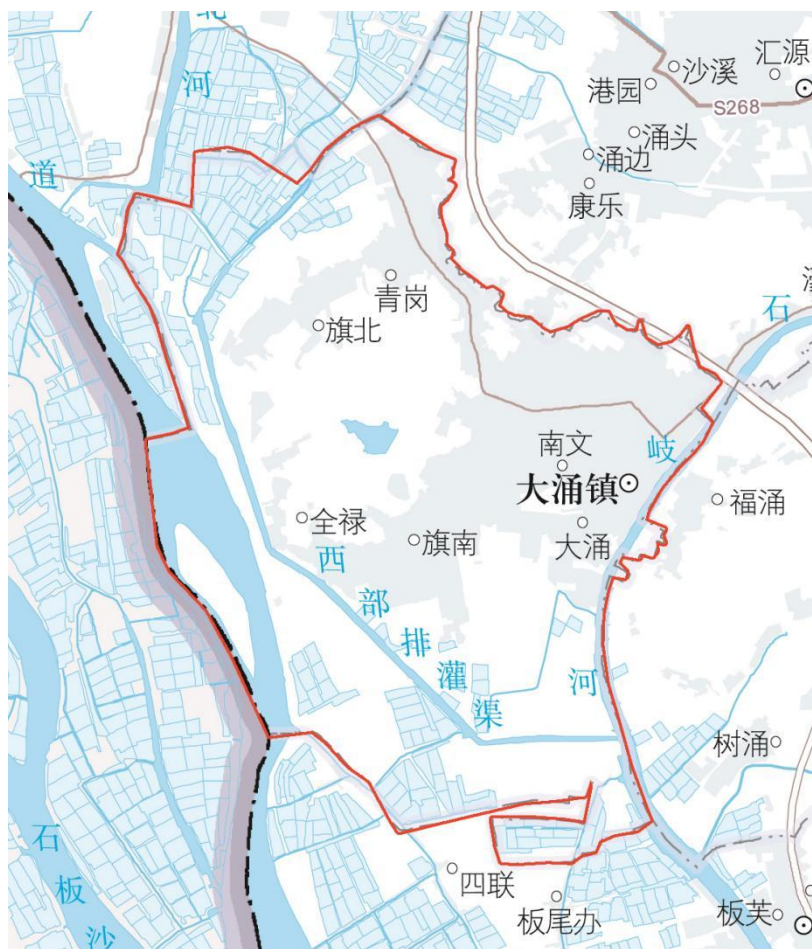 北
河
道
汇源
沙溪
港园
S268
涌头
涌边
康乐
青岗
旗北
石
岐
河
南文
大涌镇
福涌
大涌
全禄
旗南
西部排灌渠
树涌
四联
板尾办
板芙
石板沙